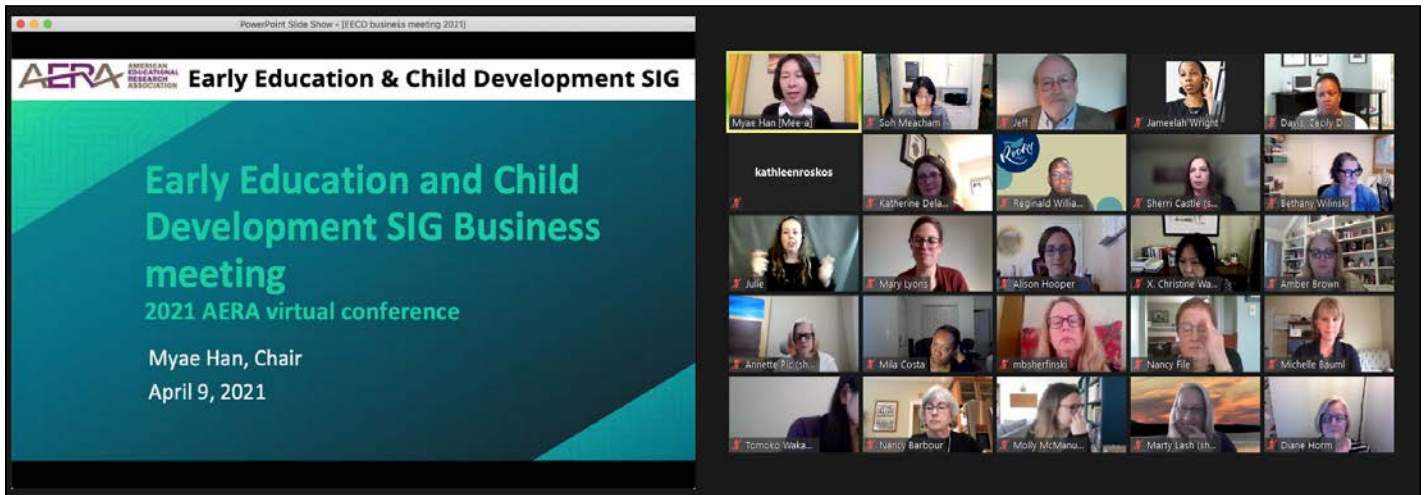 PowerPoint Slide Show - [EECD business meeting 2021]
AERA
AMERICAN
EDUCATIONAL
RESEARCH
ASSOCIATION
Early Education & Child Development SIG
Early Education and Child
Development SIG Business
meeting
2021 AERA virtual conference
Myae Han, Chair
April 9, 2021
Myae Han [Mee-a]
Soh Meacham
Jeff
Jameelah Wright
Davis, Cecily D...
kathleenroskos
Katherine Dela...
Rocky
Reginald Willia...
Sherri Castle (s...
Bethany Wilinski
Julie
Mary Lyons
Alison Hooper
X. Christine Wa...
Amber Brown
Annette Pic (sh...
Mila Costa
mbsherfinski
Nancy File
Michelle Bauml
Tomoko Waka...
Nancy Barbour
Molly McManu...
Marty Lash (sh...
Diane Horm